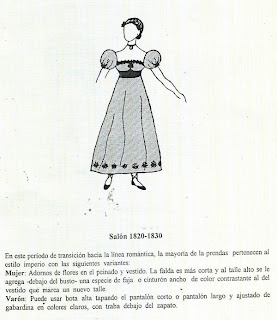 Salón 1820-1830
En este período de transición hacia la línea romántica, la mayoría de la prendas pertenecen al
estilo imperio con las siguientes variantes:
Mujer: Adornos de flores en el peinado y vestido. La falda es más corta y al talle alto se le
agrega -debajo del busto- una especie de faja o cinturón ancho de color contrastante al del
vestido que marca un nuevo talle.
Varón: Puede usar bota alta tapando el pantalón corto o pantalón largo y ajustado de
gabardina en colores claros, con traba debajo del zapato.